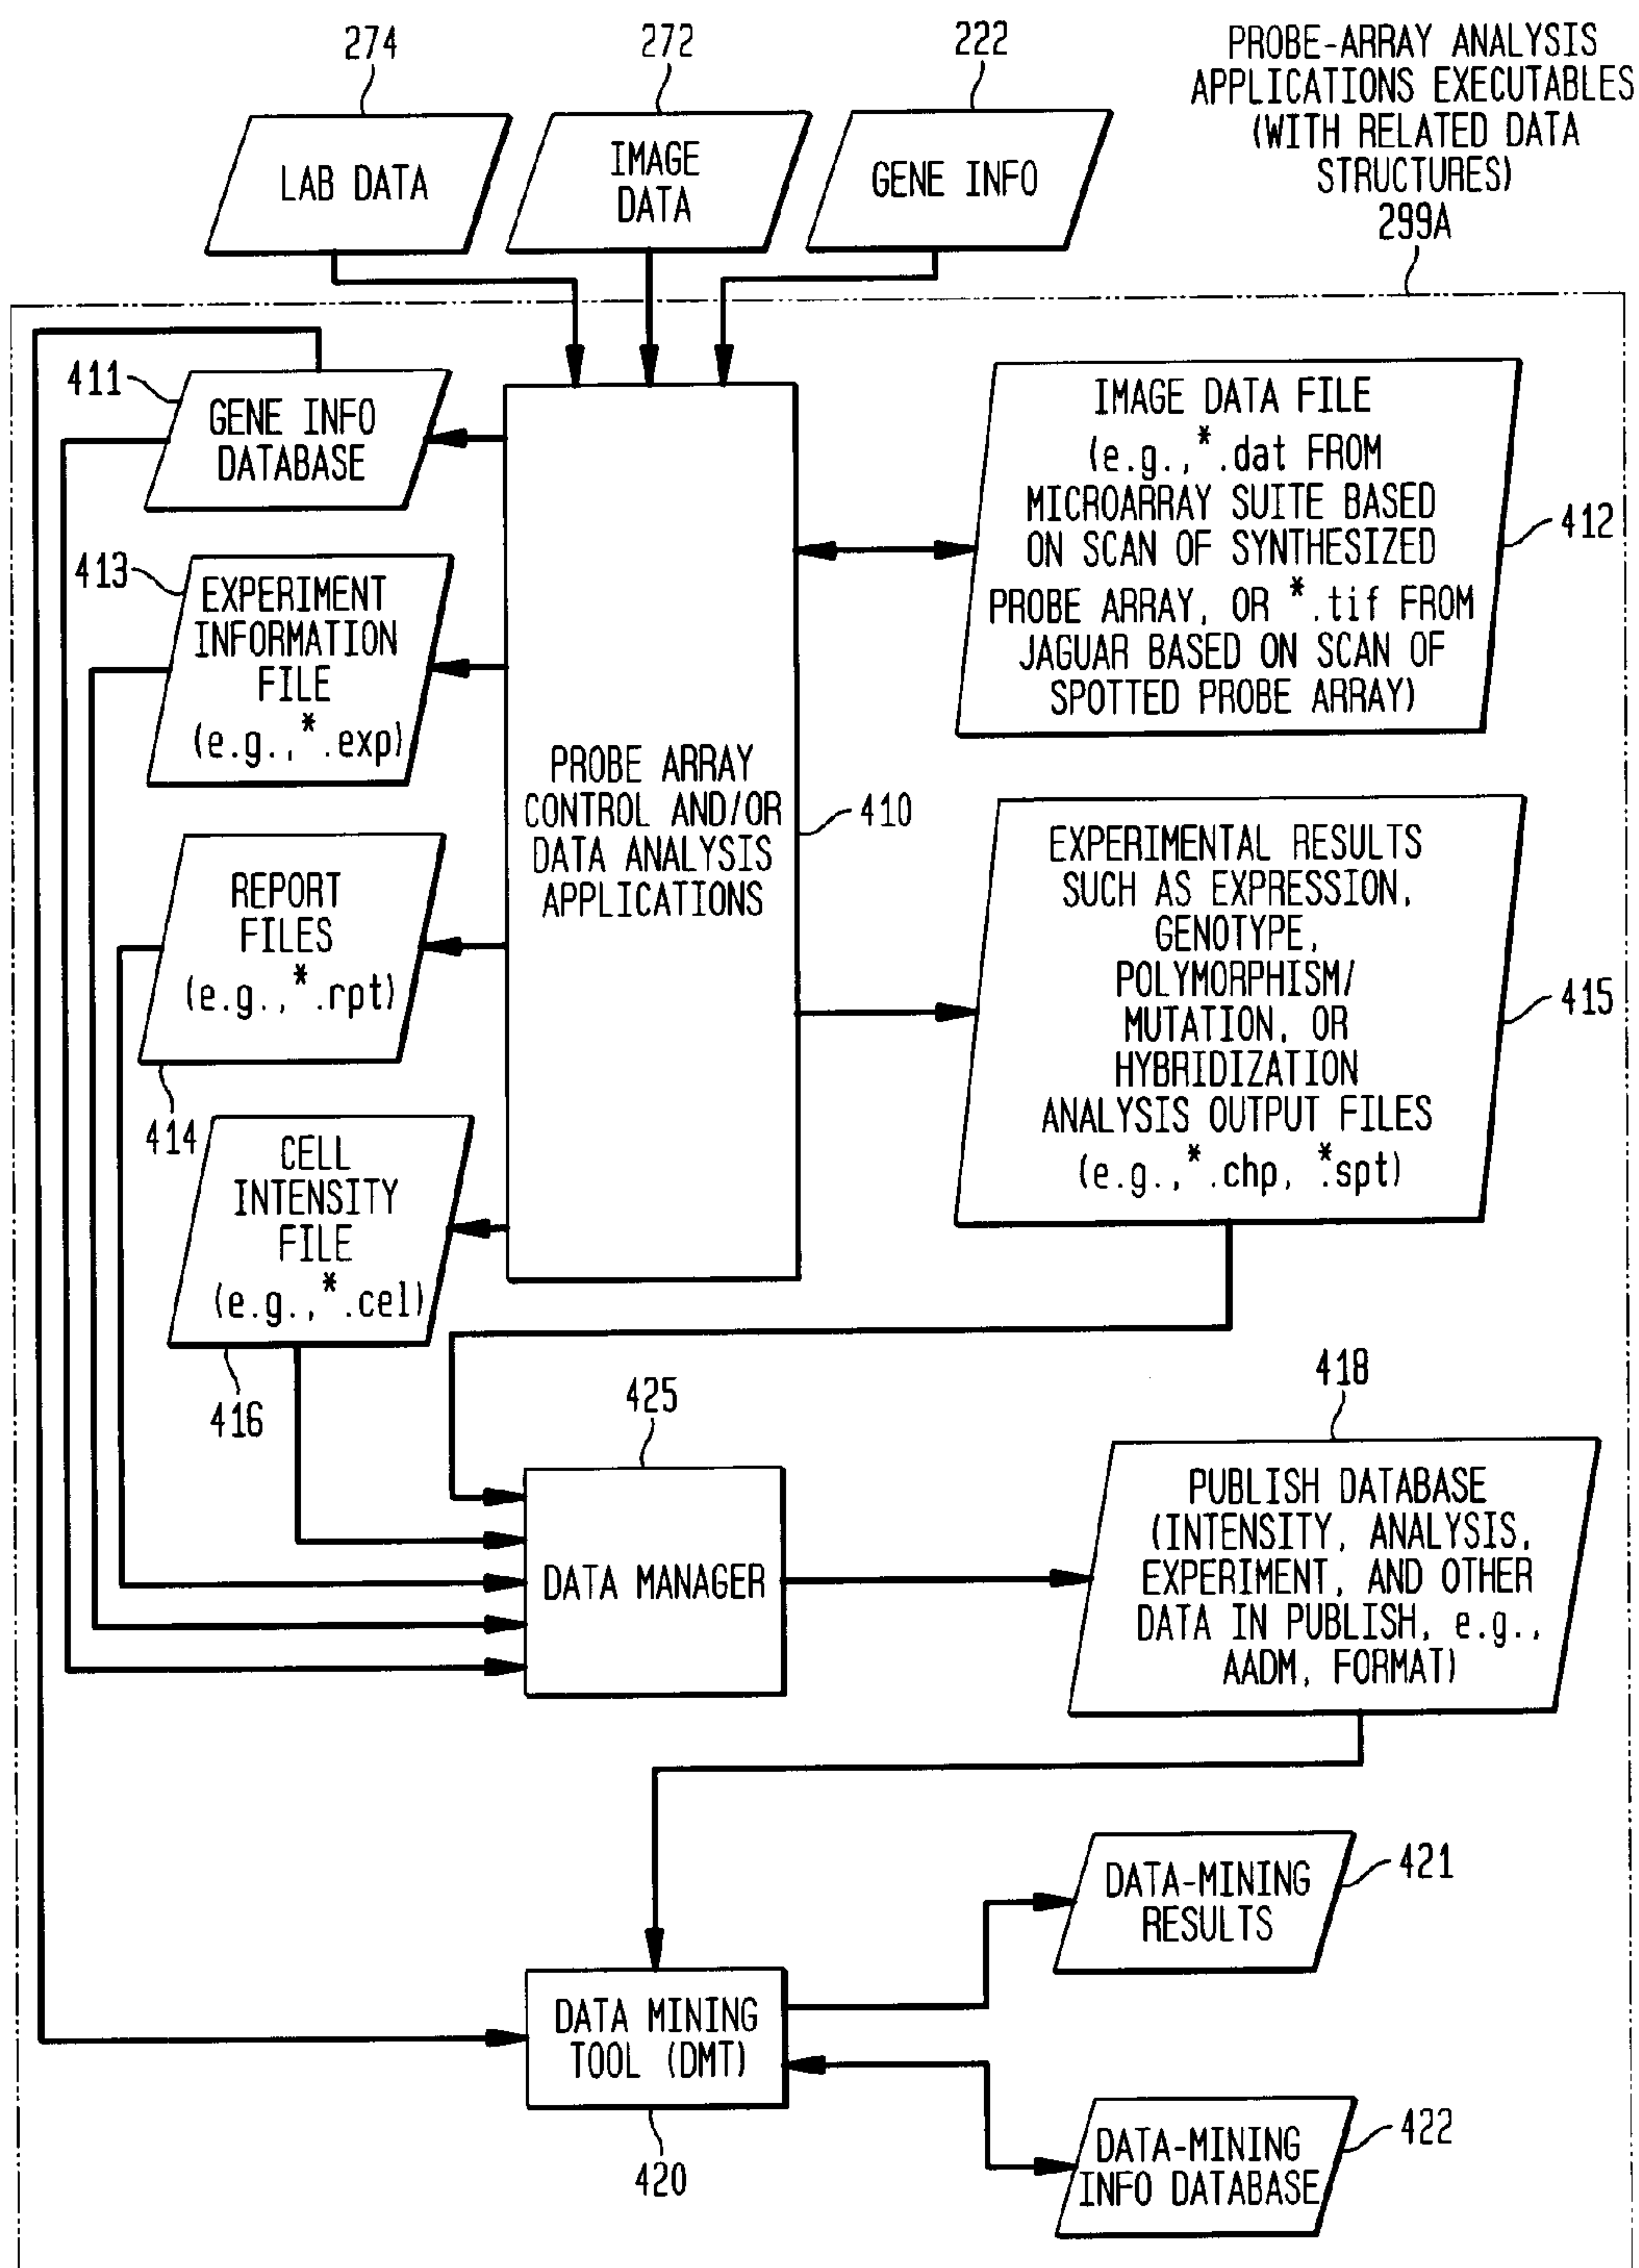 274
272
222
PROBE-ARRAY ANALYSIS
APPLICATIONS EXECUTABLES
(WITH RELATED DATA
STRUCTURES)
299A
LAB DATA
IMAGE
DATA
GENE INFO
411
GENE INFO
DATABASE
413
EXPERIMENT
INFORMATION
FILE
(e.g.,*.exp)
REPORT
FILES
(e.g.,*.rpt)
414
CELL
INTENSITY
FILE
(e.g.,*.cel)
416
PROBE ARRAY
CONTROL AND/OR
DATA ANALYSIS
APPLICATIONS
410
IMAGE DATA FILE
(e.g.,*.dat FROM
MICROARRAY SUITE BASED
ON SCAN OF SYNTHESIZED
PROBE ARRAY, OR *.tif FROM
JAGUAR BASED ON SCAN OF
SPOTTED PROBE ARRAY)
412
EXPERIMENTAL RESULTS
SUCH AS EXPRESSION,
GENOTYPE,
POLYMORPHISM/
MUTATION, OR
HYBRIDIZATION
ANALYSIS OUTPUT FILES
(e.g.,*.chp, *.spt)
415
425
DATA MANAGER
418
PUBLISH DATABASE
(INTENSITY, ANALYSIS,
EXPERIMENT, AND OTHER
DATA IN PUBLISH, e.g.,
AADM, FORMAT)
DATA MINING
TOOL (DMT)
420
DATA-MINING
RESULTS
421
DATA-MINING
INFO DATABASE
422